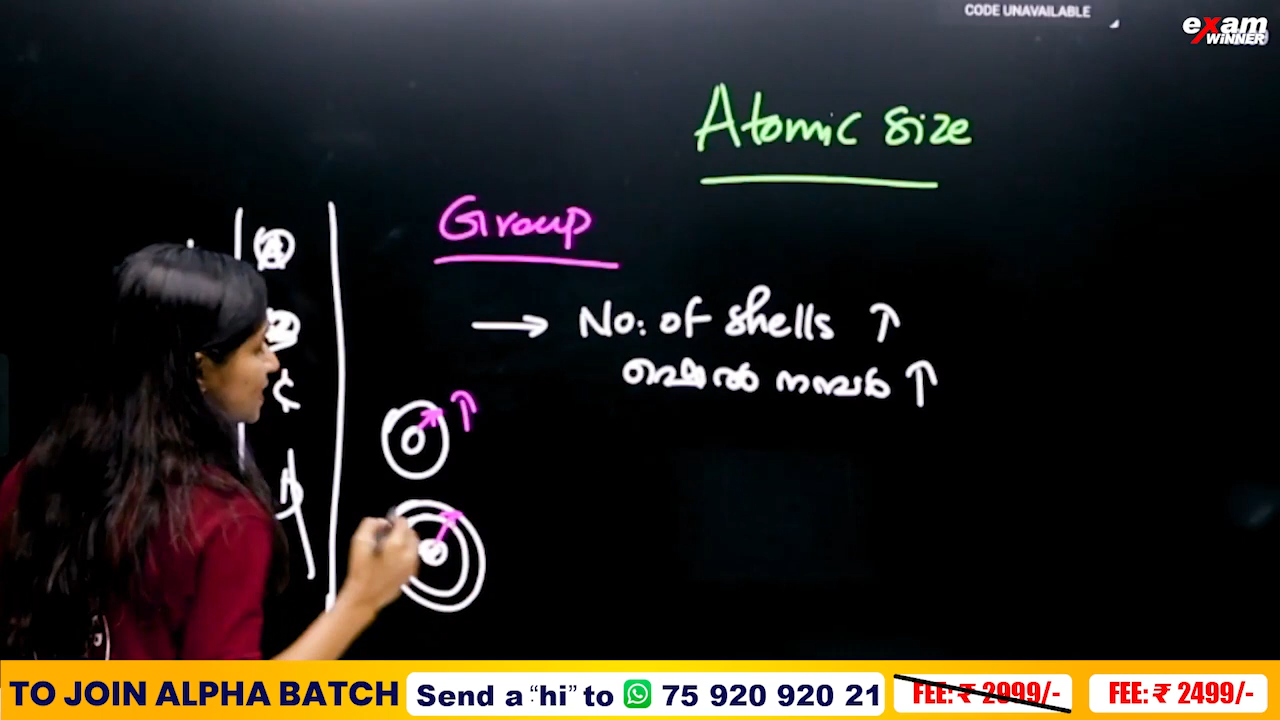 CODE UNAVAILABLE
exam
WINNER
Atomic size
Group
→ No: of shells ↑
ഷെൽ നമ്പർ ↑
A
C
↑
TO JOIN ALPHA BATCH
Send a “hi” to 75 920 920 21
FEE: ₹ 2999/-
FEE: ₹ 2499/-